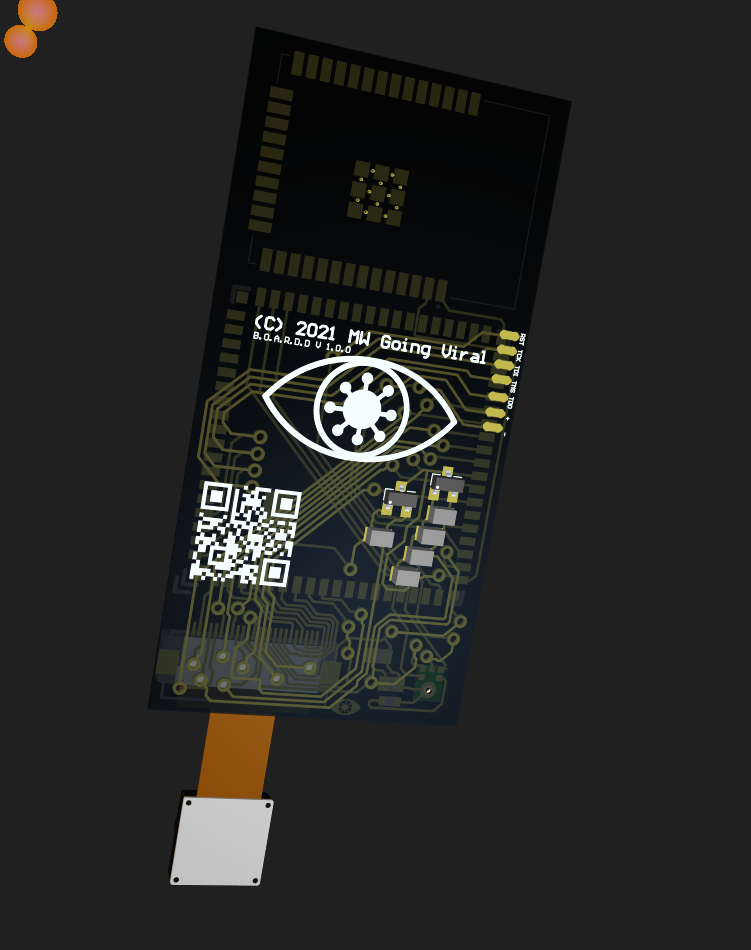 (C) 2021 MW Going Viral
B.O.A.R.D.D V 1.0.0
RST
TCK
TDI
TMS
TDO
+
-